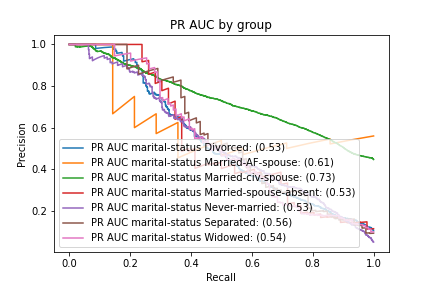 PR AUC by group
1.0
0.8
0.6
0.4
0.2
Precision
PR AUC marital-status Divorced: (0.53)
PR AUC marital-status Married-AF-spouse: (0.61)
PR AUC marital-status Married-civ-spouse: (0.73)
PR AUC marital-status Married-spouse-absent: (0.53)
PR AUC marital-status Never-married: (0.53)
PR AUC marital-status Separated: (0.56)
PR AUC marital-status Widowed: (0.54)
0.0 0.2 0.4 0.6 0.8 1.0
Recall